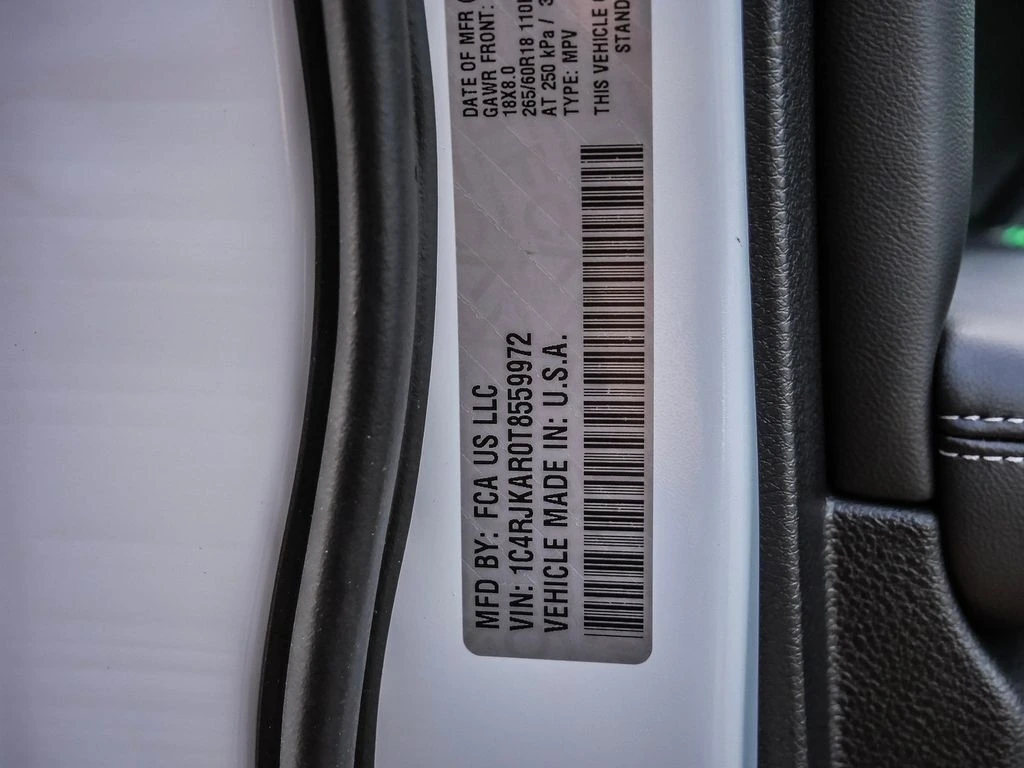 MFD BY: FCA US LLC
VIN: 1C4RJKAR0T8559972
VEHICLE MADE IN: U.S.A.
DATE OF MFR
GAWR FRONT:
18X8.0
265/60R18
AT 250 kPa /
TYPE: MPV
THIS VEHICLE
STAND